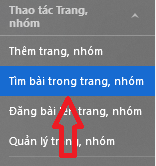 Thao tác Trang,
nhóm
Thêm trang, nhóm
Tìm bài trong trang, nhóm
Đăng bài lên trang, nhóm
Quản lý trang, nhóm